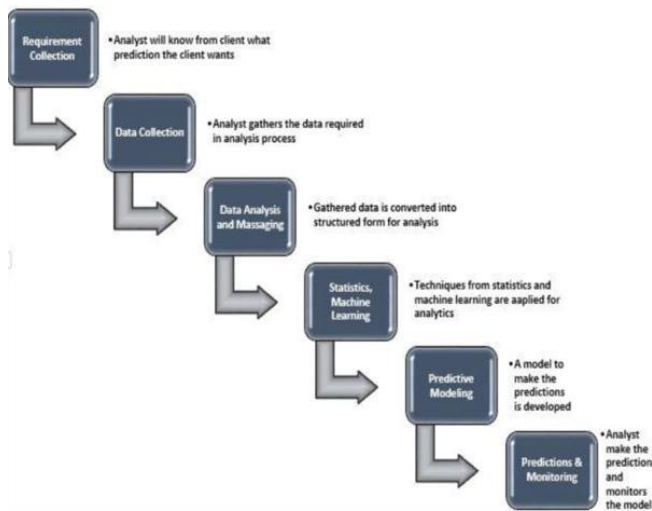 Requirement
Collection
•Analyst will know from client what
prediction the client wants
Data Collection
•Analyst gathers the data required
in analysis process
Data Analysis
and Massaging
•Gathered data is converted into
structured form for analysis
Statistics,
Machine
Learning
•Techniques from statistics and
machine learning are aaplied for
analytics
Predictive
Modeling
•A model to
make the
predictions
is developed
Predictions &
Monitoring
•Analyst
make the
prediction
and
monitors
the model